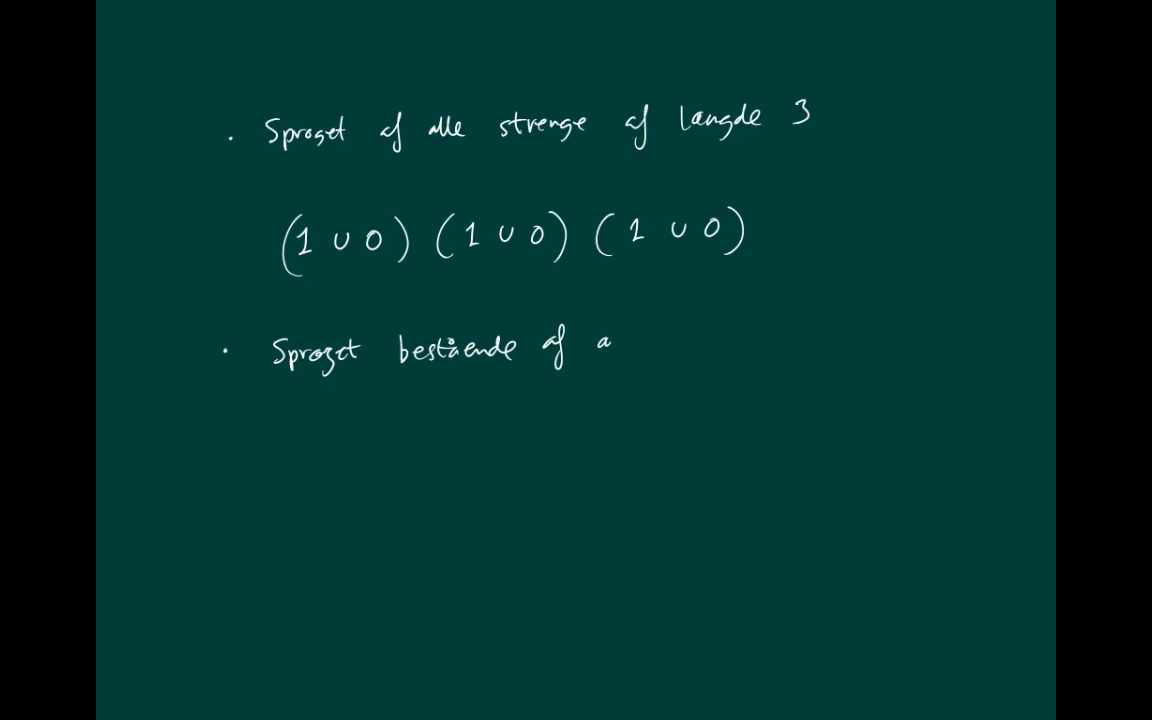 · Sproget af alle strenge af længde 3
(1 ∪ 0) (1 ∪ 0) (1 ∪ 0)
· Sproget bestående af a